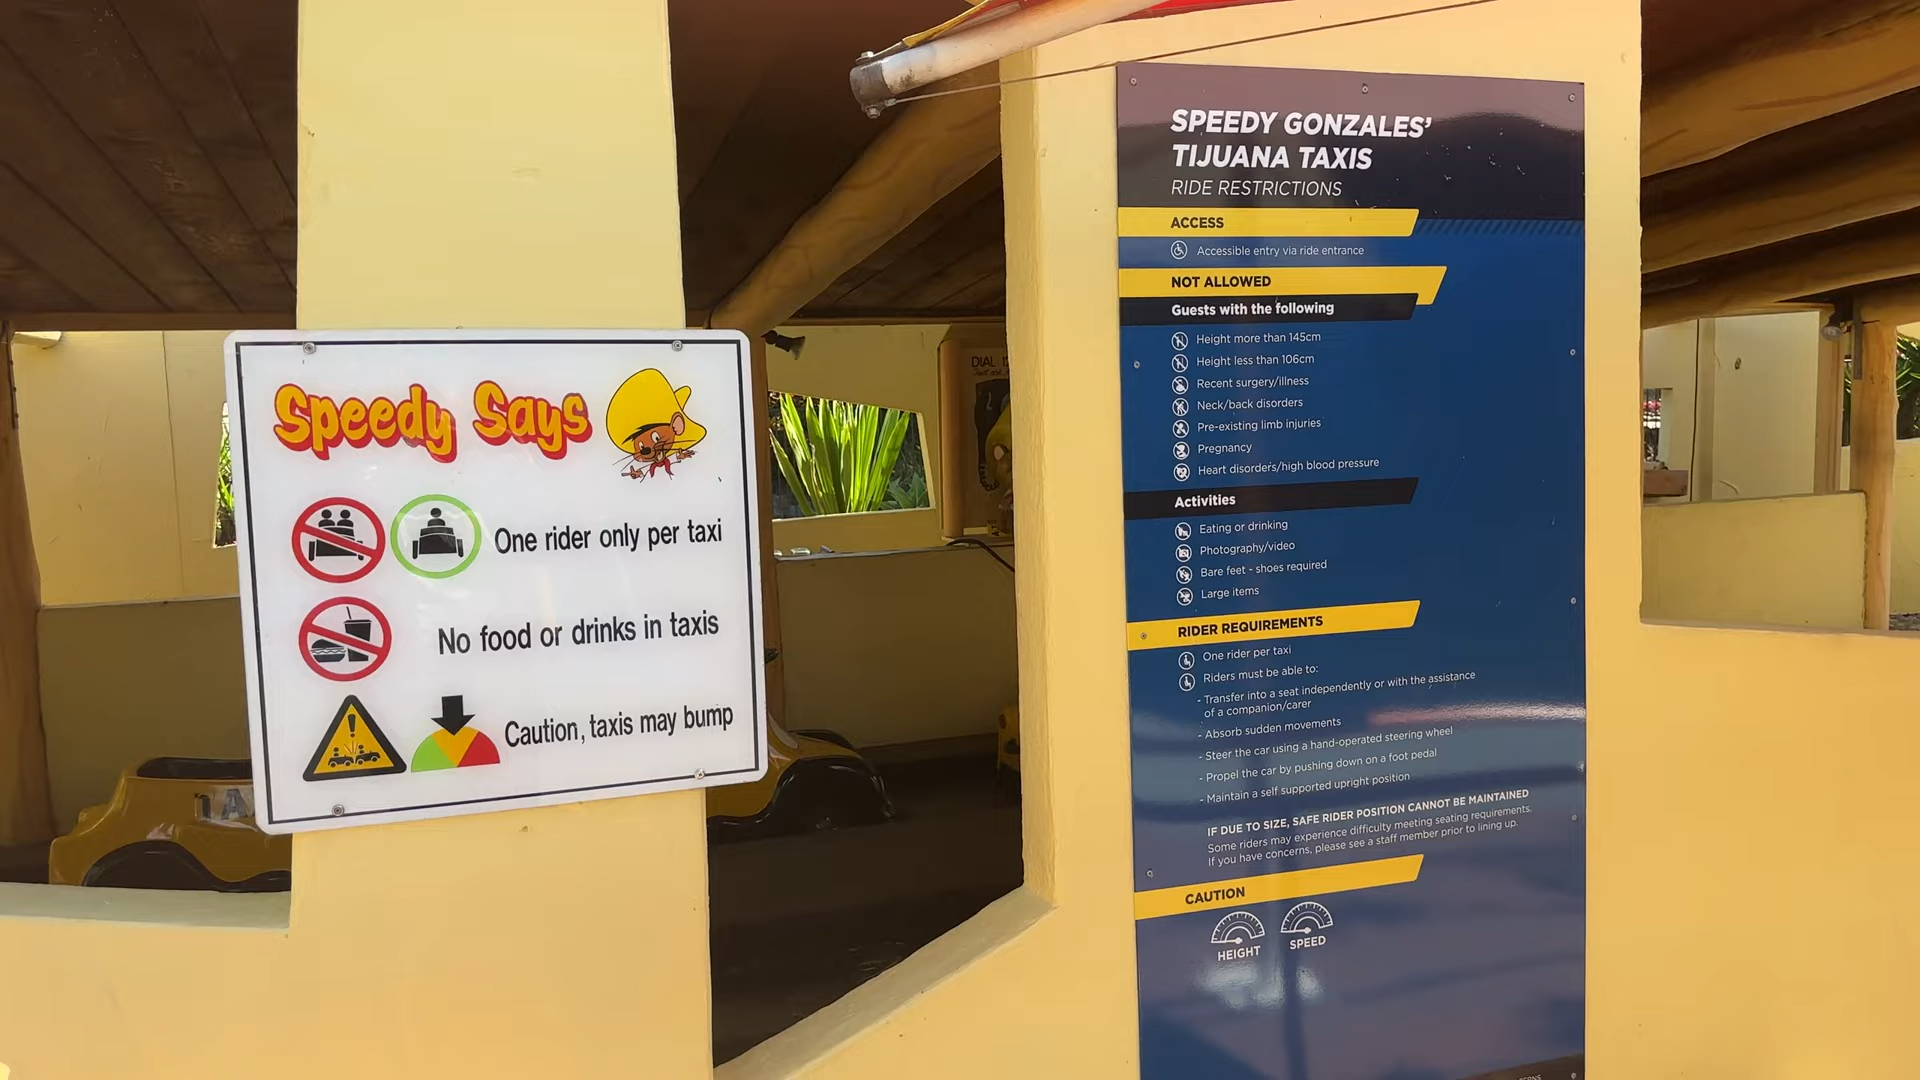 Speedy Says
One rider only per taxi
No food or drinks in taxis
Caution, taxis may bump
DIAL
SPEEDY GONZALES'
TIJUANA TAXIS
RIDE RESTRICTIONS
ACCESS
Accessible entry via ride entrance
NOT ALLOWED
Guests with the following
Height more than 145cm
Height less than 106cm
Recent surgery/illness
Neck/back disorders
Pre-existing limb injuries
Pregnancy
Heart disorders/high blood pressure
Activities
Eating or drinking
Photography/video
Bare feet - shoes required
Large items
RIDER REQUIREMENTS
One rider per taxi
Riders must be able to:
- Transfer into a seat independently or with the assistance
of a companion/carer
- Absorb sudden movements
- Steer the car using a hand-operated steering wheel
- Propel the car by pushing down on a foot pedal
- Maintain a self supported upright position
IF DUE TO SIZE, SAFE RIDER POSITION CANNOT BE MAINTAINED
Some riders may experience difficulty meeting seating requirements.
If you have concerns, please see a staff member prior to lining up.
CAUTION
HEIGHT
SPEED